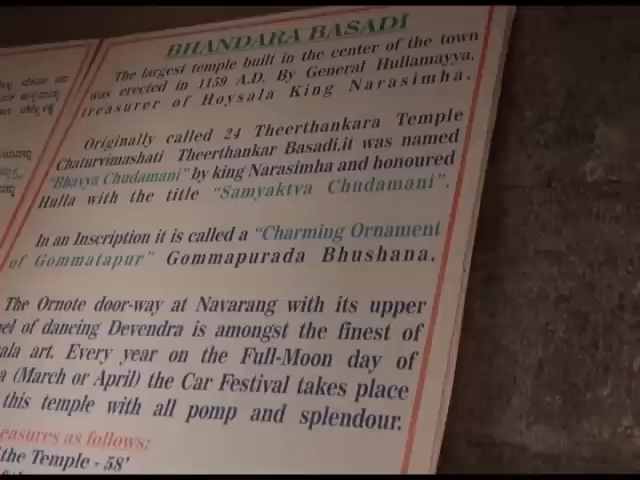 BHANDARA BASADI
The largest temple built in the center of the town
was erected in 1159 A.D. By General Hullamayya.
treasurer of Hoysala King Narasimha.
Originally called 24 Theerthankara Temple
Chaturvimashati Theerthankar Basadi,it was named
"Bhavya Chudamani" by king Narasimha and honoured
Hulla with the title "Samyaktva Chudamani".
In an Inscription it is called a "Charming Ornament
of Gommatapur" Gommapurada Bhushana.
The Ornote door-way at Navarang with its upper
of dancing Devendra is amongst the finest of
art. Every year on the Full-Moon day of
(March or April) the Car Festival takes place
this temple with all pomp and splendour.
as follows:
the Temple - 58'